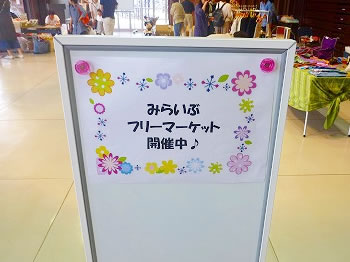 みらいぶ
フリーマーケット
開催中♪